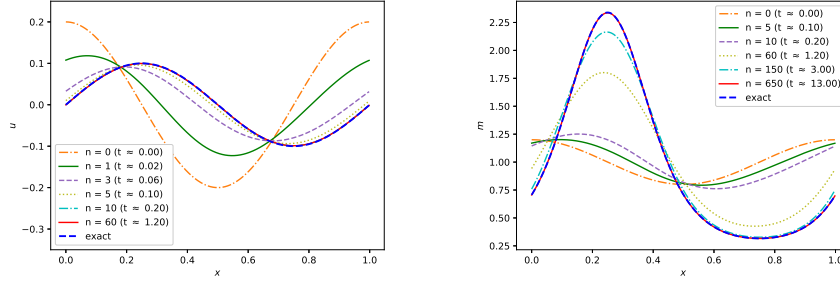 0.2
0.1
0.0
−0.1
−0.2
−0.3
u
n = 0 (t ≈ 0.00)
n = 1 (t ≈ 0.02)
n = 3 (t ≈ 0.06)
n = 5 (t ≈ 0.10)
n = 10 (t ≈ 0.20)
n = 60 (t ≈ 1.20)
exact
0.0 0.2 0.4 0.6 0.8 1.0
x
2.25
2.00
1.75
1.50
1.25
1.00
0.75
0.50
0.25
m
n = 0 (t ≈ 0.00)
n = 5 (t ≈ 0.10)
n = 10 (t ≈ 0.20)
n = 60 (t ≈ 1.20)
n = 150 (t ≈ 3.00)
n = 650 (t ≈ 13.00)
exact
0.0 0.2 0.4 0.6 0.8 1.0
x